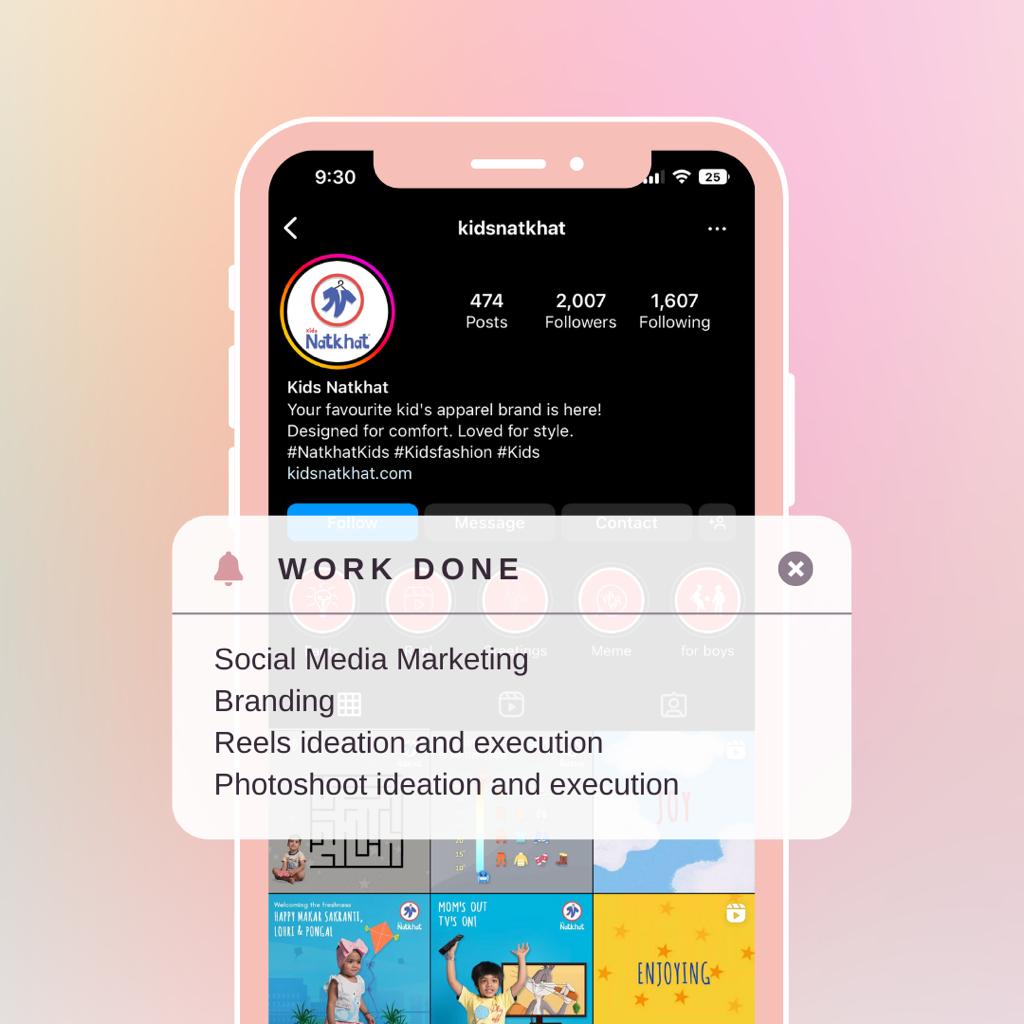 9:30
25
kidsnatkhat
474
2,007
1,607
Posts
Followers
Following
Kids
Natkhat
Kids Natkhat
Your favourite kid's apparel brand is here!
Designed for comfort. Loved for style.
#NatkhatKids #Kidsfashion #Kids
kidsnatkhat.com
Follow
Message
Contact
WORK DONE
Meme
for boys
Social Media Marketing
Branding
Reels ideation and execution
Photoshoot ideation and execution
JOY
20
15°
10°
Welcoming the freshness
HAPPY MAKAR SAKRANTI,
LOHRI & PONGAL
Natkhat
MOM'S OUT
TV'S ON!
Natkhat
ENJOYING